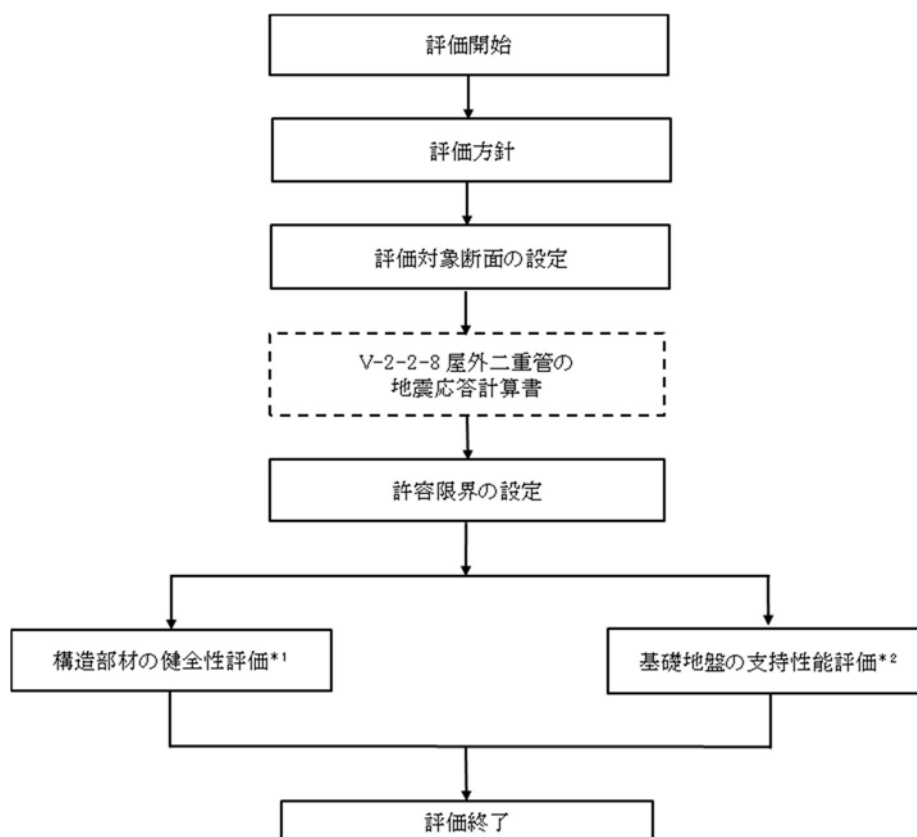 評価開始
評価方針
評価対象断面の設定
V-2-2-8 屋外二重管の
地震応答計算書
許容限界の設定
構造部材の健全性評価*1
基礎地盤の支持性能評価*2
評価終了